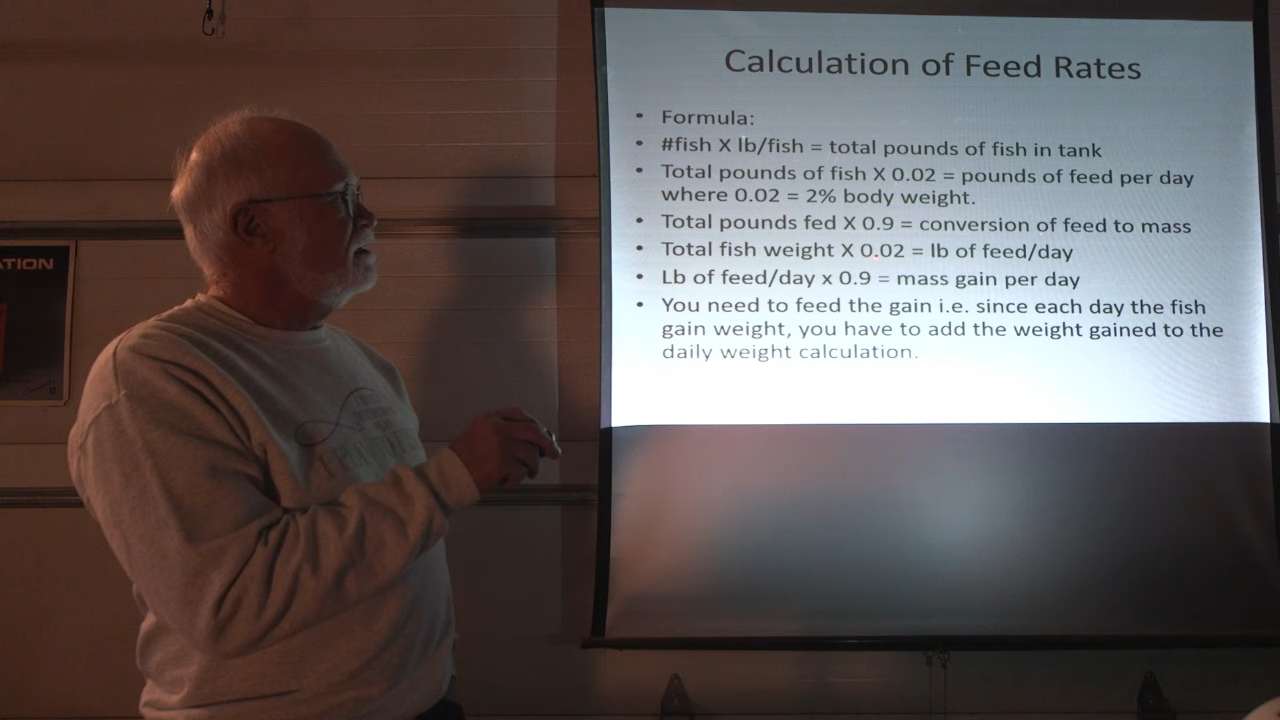 Calculation of Feed Rates
• Formula:
• #fish X lb/fish = total pounds of fish in tank
• Total pounds of fish X 0.02 = pounds of feed per day
where 0.02 = 2% body weight.
• Total pounds fed X 0.9 = conversion of feed to mass
• Total fish weight X 0.02 = lb of feed/day
• Lb of feed/day x 0.9 = mass gain per day
• You need to feed the gain i.e. since each day the fish
gain weight, you have to add the weight gained to the
daily weight calculation.
ATION